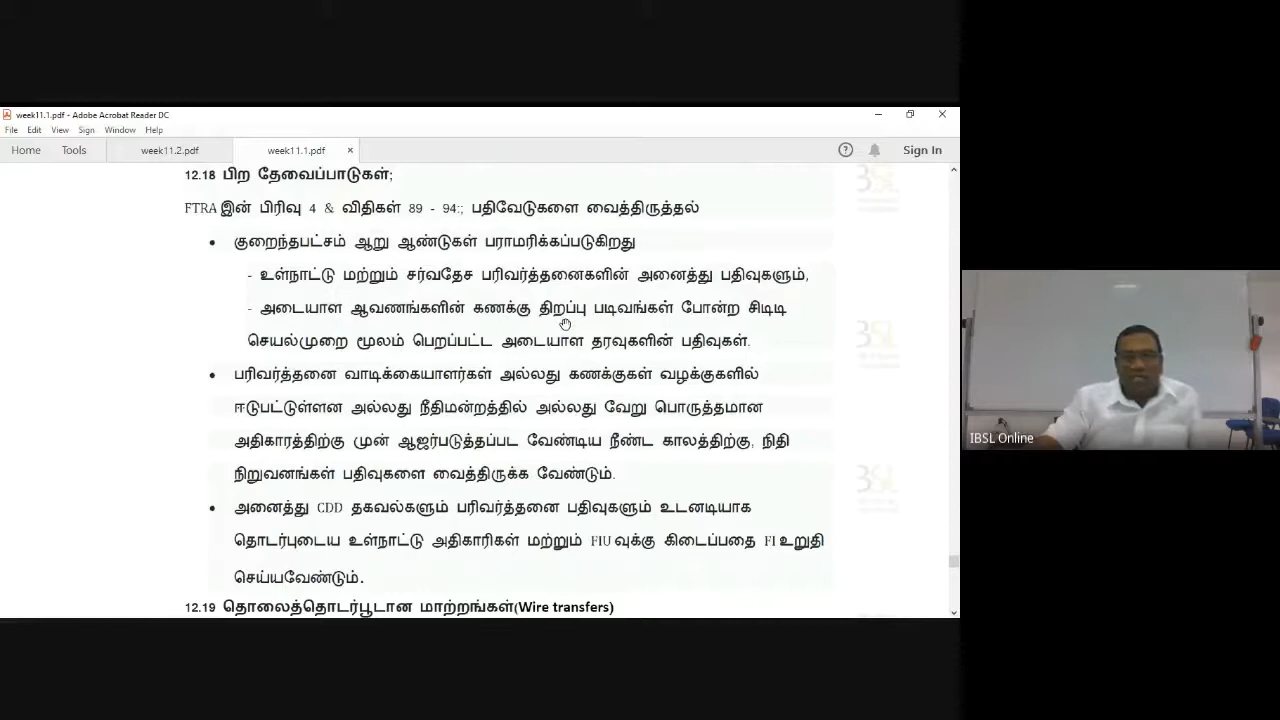 week11.1.pdf - Adobe Acrobat Reader DC
File Edit View Sign Window Help
Home Tools week11.2.pdf week11.1.pdf × Sign In
12.18 பிற தேவைப்பாடுகள்;
FTRA இன் பிரிவு 4 & விதிகள் 89 - 94:; பதிவேடுகளை வைத்திருத்தல்
• குறைந்தபட்சம் ஆறு ஆண்டுகள் பராமரிக்கப்படுகிறது
- உள்நாட்டு மற்றும் சர்வதேச பரிவர்த்தனைகளின் அனைத்து பதிவுகளும்,
- அடையாள ஆவணங்களின் கணக்கு திறப்பு படிவங்கள் போன்ற சிடிடி
செயல்முறை மூலம் பெறப்பட்ட அடையாள தரவுகளின் பதிவுகள்.
• பரிவர்த்தனை வாடிக்கையாளர்கள் அல்லது கணக்குகள் வழக்குகளில்
ஈடுபட்டுள்ளன அல்லது நீதிமன்றத்தில் அல்லது வேறு பொருத்தமான
அதிகாரத்திற்கு முன் ஆஜர்படுத்தப்பட வேண்டிய நீண்ட காலத்திற்கு, நிதி
நிறுவனங்கள் பதிவுகளை வைத்திருக்க வேண்டும்.
• அனைத்து CDD தகவல்களும் பரிவர்த்தனை பதிவுகளும் உடனடியாக
தொடர்புடைய உள்நாட்டு அதிகாரிகள் மற்றும் FIU வுக்கு கிடைப்பதை FI உறுதி
செய்யவேண்டும்.
12.19 தொலைத்தொடர்பூடான மாற்றங்கள்(Wire transfers)
IBSL Online